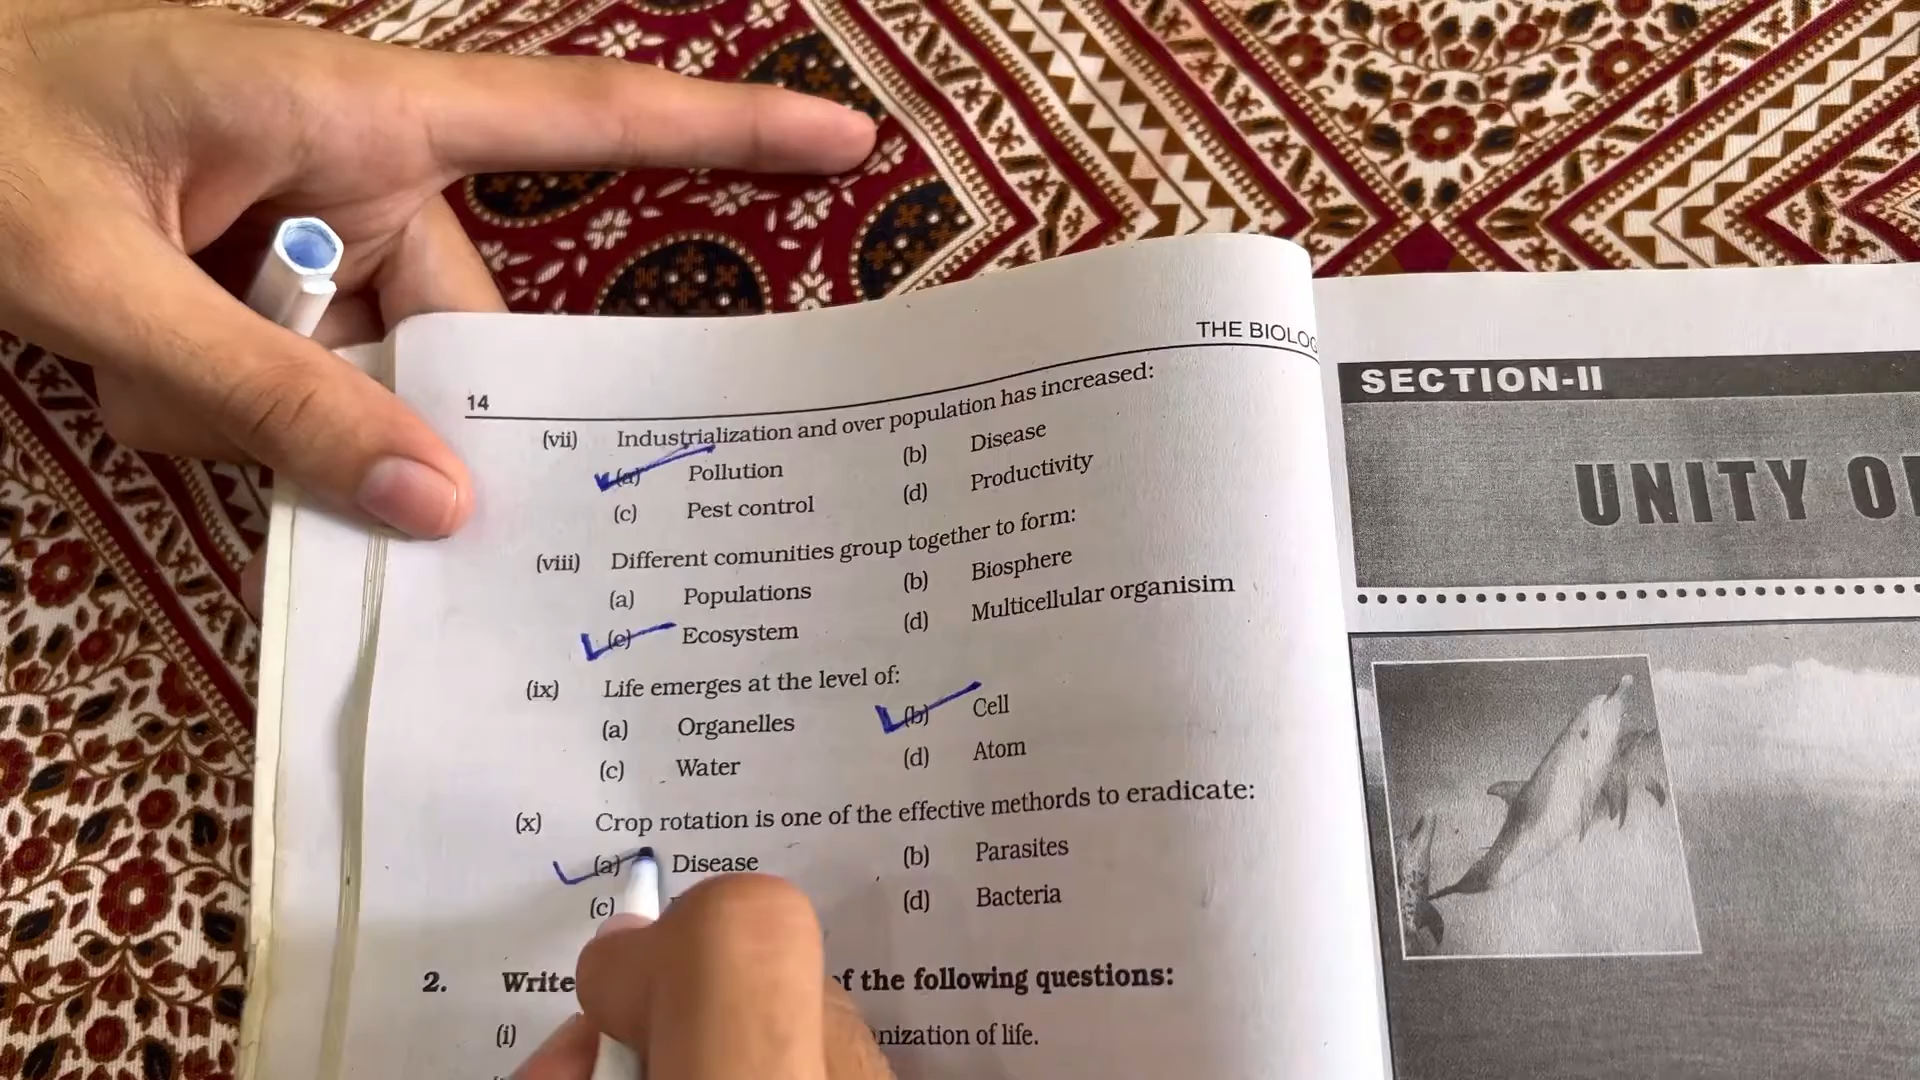 THE BIOLOG
14
(vii) Industrialization and over population has increased:
(a) Pollution (b) Disease
(c) Pest control (d) Productivity
(viii) Different comunities group together to form:
(a) Populations (b) Biosphere
(c) Ecosystem (d) Multicellular organisim
(ix) Life emerges at the level of:
(a) Organelles (b) Cell
(c) Water (d) Atom
(x) Crop rotation is one of the effective methords to eradicate:
(a) Disease (b) Parasites
(c) (d) Bacteria
2. Write of the following questions:
(i) nization of life.
SECTION-II
UNITY O